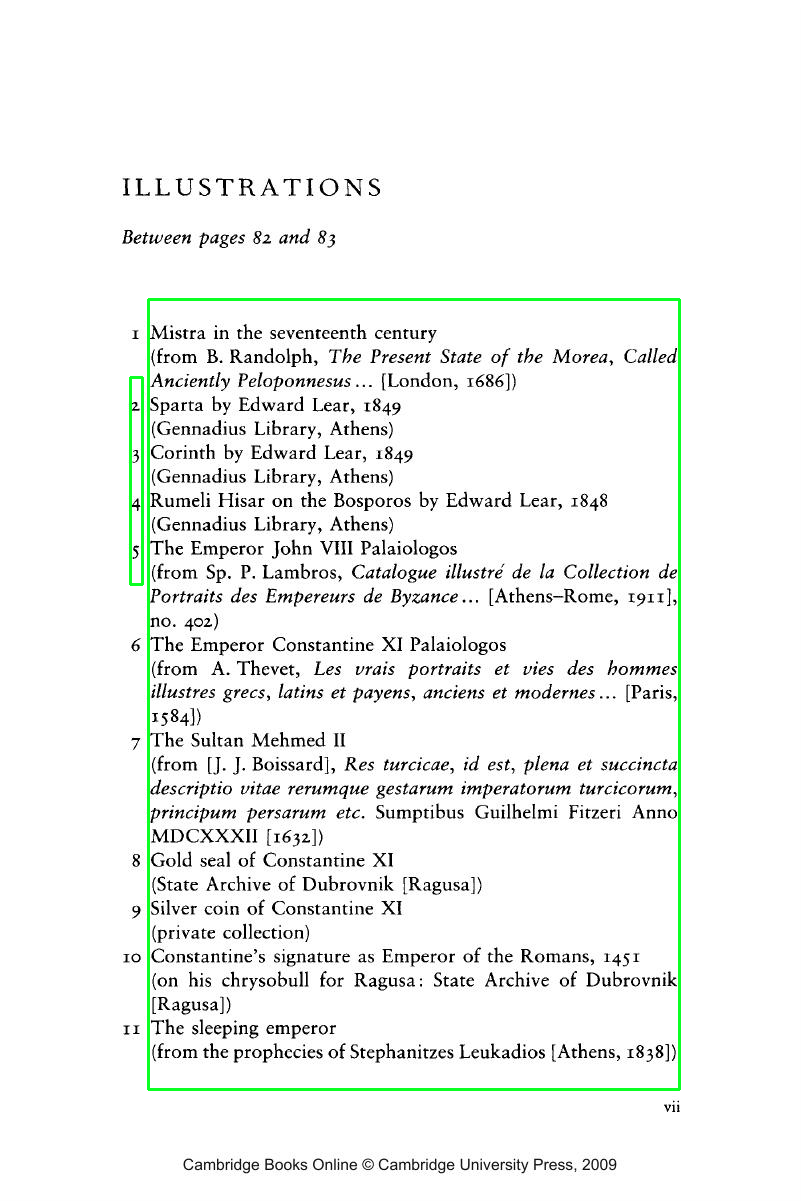 ILLUSTRATIONS
Between pages 82 and 83
1 Mistra in the seventeenth century
(from B. Randolph, The Present State of the Morea, Called
Anciently Peloponnesus... [London, 1686])
2 Sparta by Edward Lear, 1849
(Gennadius Library, Athens)
3 Corinth by Edward Lear, 1849
(Gennadius Library, Athens)
4 Rumeli Hisar on the Bosporos by Edward Lear, 1848
(Gennadius Library, Athens)
5 The Emperor John VIII Palaiologos
(from Sp. P. Lambros, Catalogue illustré de la Collection de
Portraits des Empereurs de Byzance... [Athens–Rome, 1911],
no. 402)
6 The Emperor Constantine XI Palaiologos
(from A. Thevet, Les vrais portraits et vies des hommes
illustres grecs, latins et payens, anciens et modernes... [Paris,
1584])
7 The Sultan Mehmed II
(from [J. J. Boissard], Res turcicae, id est, plena et succincta
descriptio vitae rerumque gestarum imperatorum turcicorum,
principum persarum etc. Sumptibus Guilhelmi Fitzeri Anno
MDCXXXII [1632])
8 Gold seal of Constantine XI
(State Archive of Dubrovnik [Ragusa])
9 Silver coin of Constantine XI
(private collection)
10 Constantine's signature as Emperor of the Romans, 1451
(on his chrysobull for Ragusa: State Archive of Dubrovnik
[Ragusa])
11 The sleeping emperor
(from the prophecies of Stephanitzes Leukadios [Athens, 1838])
vii
Cambridge Books Online © Cambridge University Press, 2009